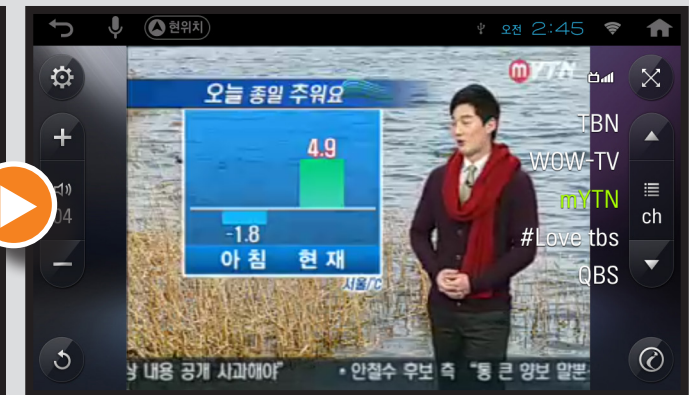 현위치
오전 2:45
mYTN
오늘 종일 추워요
4.9
-1.8
아침 현재
서울/C
TBN
WOW-TV
mYTN
#Love tbs
QBS
04
ch
상 내용 공개 사과해야" • 안철수 후보 측 "통 큰 양보 말뿐